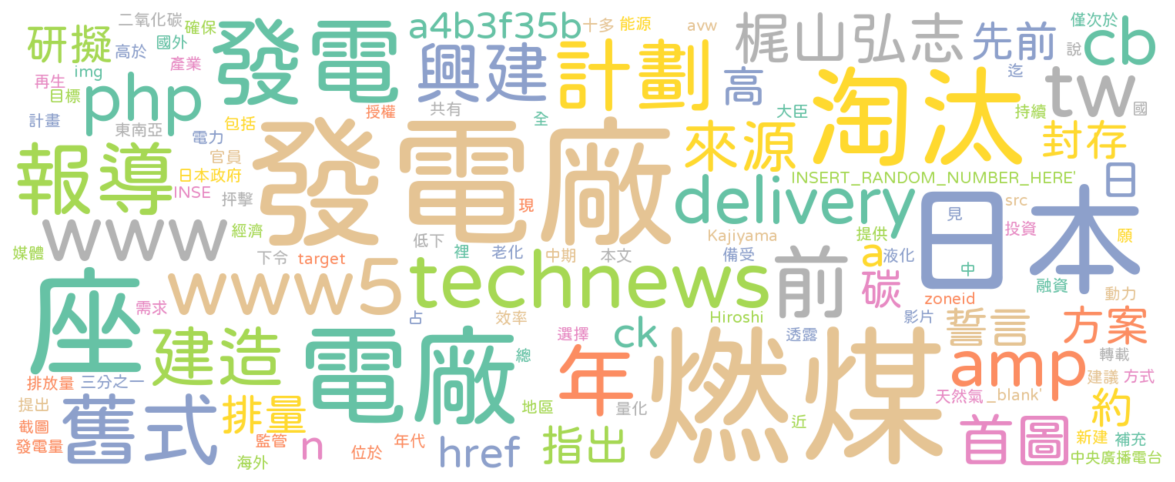 二氧化碳
確保
研擬
高於
國外
img
產業
再生
目標
php
計畫
東南亞
發電
授權
a4b3f35b
興建
共有
十多
能源
avw
計劃
全
梶山弘志
高
大臣
先前
僅次於
說
cb
迄
tw
國
持續
電力
包括
官員
日本政府
報導
INSE
抨擊
經濟
媒體
www
發電廠
現
來源
淘汰
封存
INSERT_RANDOM_NUMBER_HERE'
delivery
日
src
見
投資
願
日本
下令
target
低下
裡
老化
中期
本文
Kajiyama
備受
提供
a
液化
中
融資
座
需求
www5
technews
前
碳
zoneid
動力
建造
占
效率
Hiroshi
影片
誓言
方案
電廠
總
選擇
ck
透露
轉載
排放量
三分之一
年
燃煤
amp
建議
方式
提出
舊式
排量
地區
量化
近
天然氣
_blank'
約
截圖
發電量
監管
n
位於
年代
href
指出
首圖
新建
補充
海外
中央廣播電台